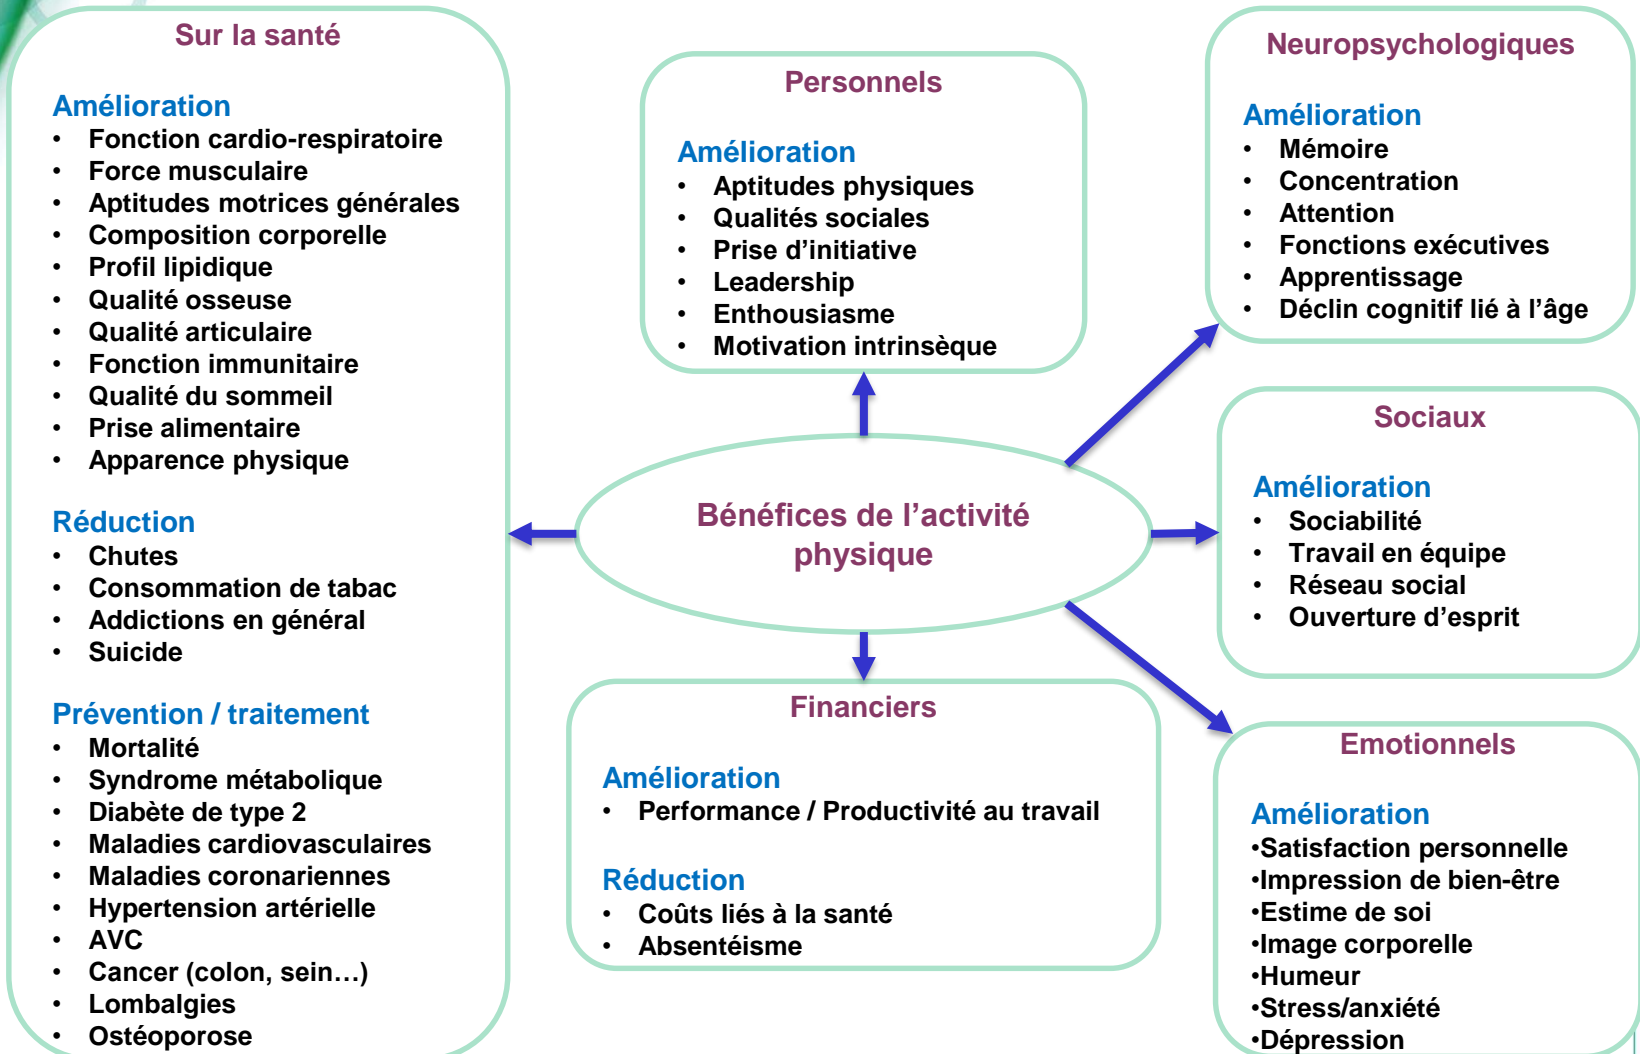 Sur la santé
Amélioration
• Fonction cardio-respiratoire
• Force musculaire
• Aptitudes motrices générales
• Composition corporelle
• Profil lipidique
• Qualité osseuse
• Qualité articulaire
• Fonction immunitaire
• Qualité du sommeil
• Prise alimentaire
• Apparence physique
Réduction
• Chutes
• Consommation de tabac
• Addictions en général
• Suicide
Prévention / traitement
• Mortalité
• Syndrome métabolique
• Diabète de type 2
• Maladies cardiovasculaires
• Maladies coronariennes
• Hypertension artérielle
• AVC
• Cancer (colon, sein…)
• Lombalgies
• Ostéoporose
Personnels
Amélioration
• Aptitudes physiques
• Qualités sociales
• Prise d’initiative
• Leadership
• Enthousiasme
• Motivation intrinsèque
Bénéfices de l’activité
physique
Financiers
Amélioration
• Performance / Productivité au travail
Réduction
• Coûts liés à la santé
• Absentéisme
Neuropsychologiques
Amélioration
• Mémoire
• Concentration
• Attention
• Fonctions exécutives
• Apprentissage
• Déclin cognitif lié à l’âge
Sociaux
Amélioration
• Sociabilité
• Travail en équipe
• Réseau social
• Ouverture d’esprit
Emotionnels
Amélioration
•Satisfaction personnelle
•Impression de bien-être
•Estime de soi
•Image corporelle
•Humeur
•Stress/anxiété
•Dépression